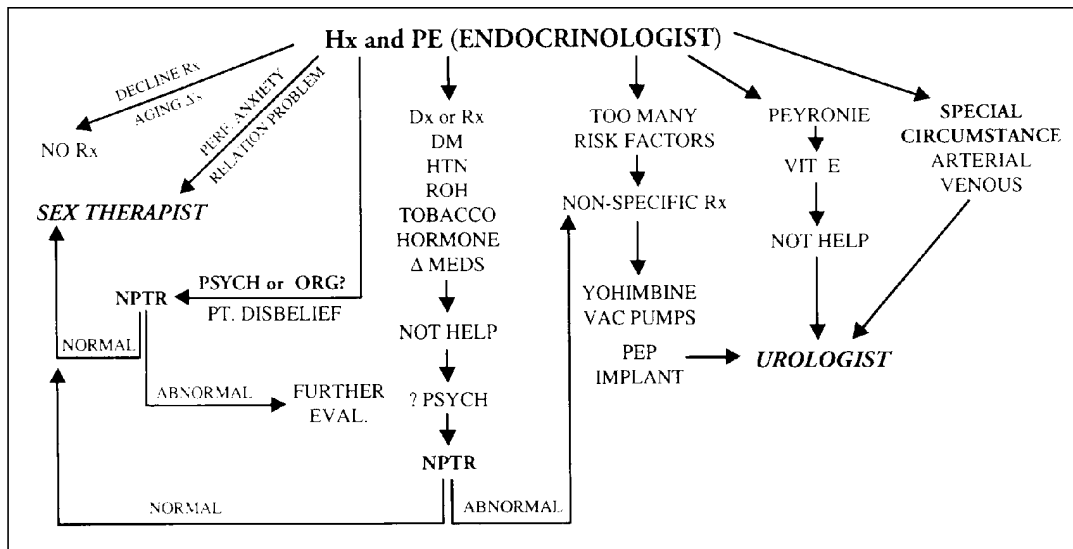 Hx and PE (ENDOCRINOLOGIST)
DECLINE Rx
AGING Δ's
NO Rx
PERF. ANXIETY
RELATION PROBLEM
SEX THERAPIST
PSYCH or ORG?
PT. DISBELIEF
NPTR
NORMAL
ABNORMAL
FURTHER
EVAL.
Dx or Rx
DM
HTN
ROH
TOBACCO
HORMONE
Δ MEDS
NOT HELP
? PSYCH
NPTR
NORMAL
ABNORMAL
TOO MANY
RISK FACTORS
NON-SPECIFIC Rx
YOHIMBINE
VAC PUMPS
PEP
IMPLANT
PEYRONIE
VIT E
NOT HELP
UROLOGIST
SPECIAL
CIRCUMSTANCE
ARTERIAL
VENOUS